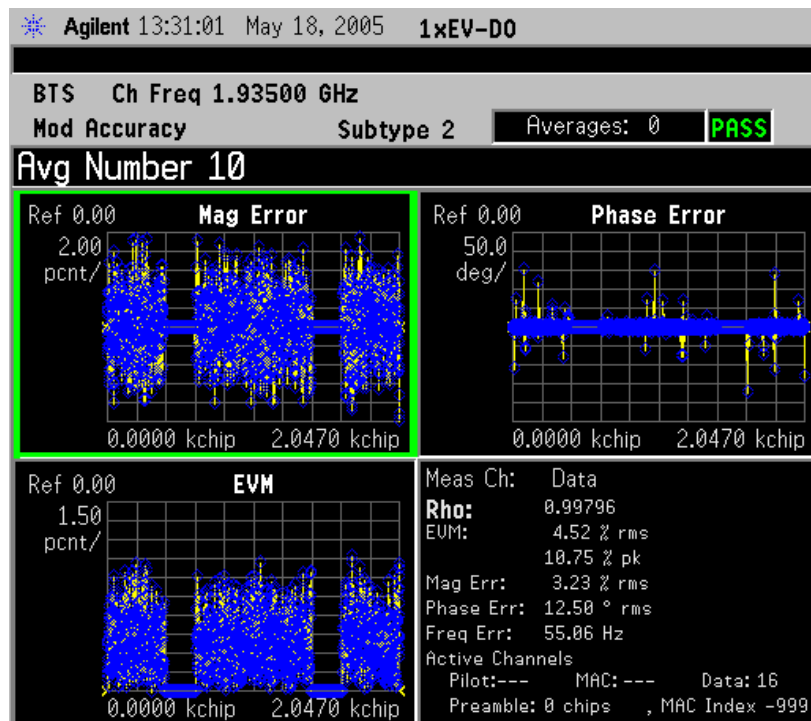 Agilent 13:31:01 May 18, 2005 1xEV-DO
BTS Ch Freq 1.93500 GHz
Mod Accuracy Subtype 2 Averages: 0 PASS
Avg Number 10
Ref 0.00 Mag Error
2.00
pcnt/
0.0000 kchip 2.0470 kchip
Ref 0.00 Phase Error
50.0
deg/
0.0000 kchip 2.0470 kchip
Ref 0.00 EVM
1.50
pcnt/
0.0000 kchip 2.0470 kchip
Meas Ch: Data
Rho: 0.99796
EVM: 4.52 % rms
10.75 % pk
Mag Err: 3.23 % rms
Phase Err: 12.50 ° rms
Freq Err: 55.06 Hz
Active Channels
Pilot:--- MAC:--- Data: 16
Preamble: 0 chips , MAC Index -999